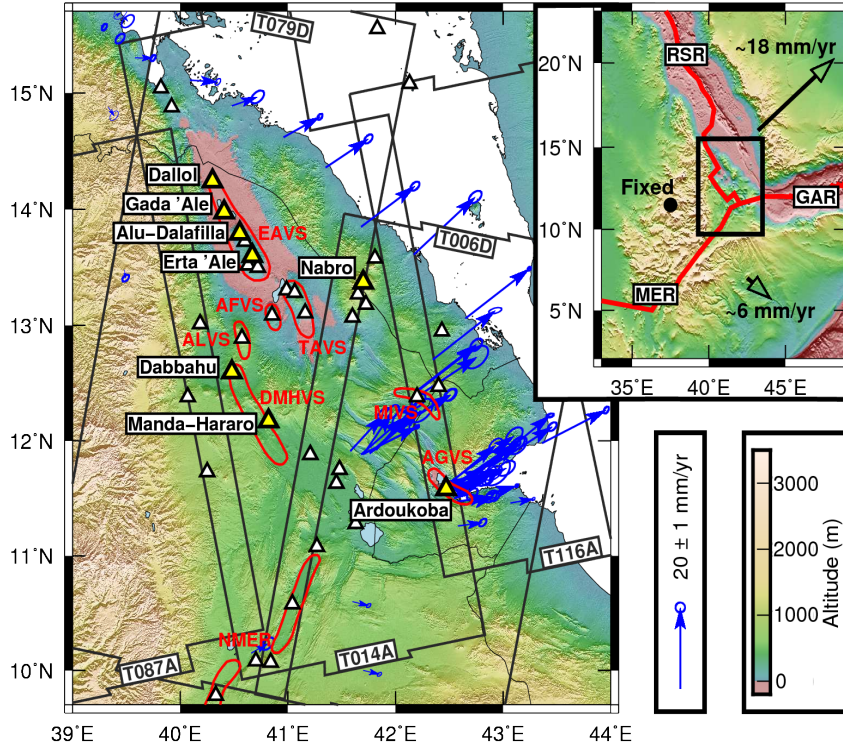 T079D
15˚N
14˚N
13˚N
12˚N
11˚N
10˚N
39˚E
40˚E
41˚E
42˚E
43˚E
44˚E
Dallol
Gada 'Ale
Alu−Dalafilla
EAVS
Erta 'Ale
Nabro
T006D
AFVS
ALVS
TAVS
Dabbahu
DMHVS
MIVS
Manda−Hararo
AGVS
Ardoukoba
T116A
NMER
T087A
T014A
RSR
~18 mm/yr
20˚N
15˚N
10˚N
5˚N
Fixed
GAR
MER
~6 mm/yr
35˚E
40˚E
45˚E
20 ± 1 mm/yr
3000
2000
1000
0
Altitude (m)